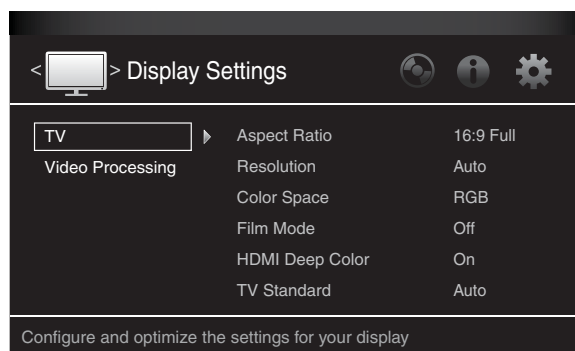 < > Display Settings
TV Aspect Ratio 16:9 Full
Video Processing Resolution Auto
Color Space RGB
Film Mode Off
HDMI Deep Color On
TV Standard Auto
Configure and optimize the settings for your display